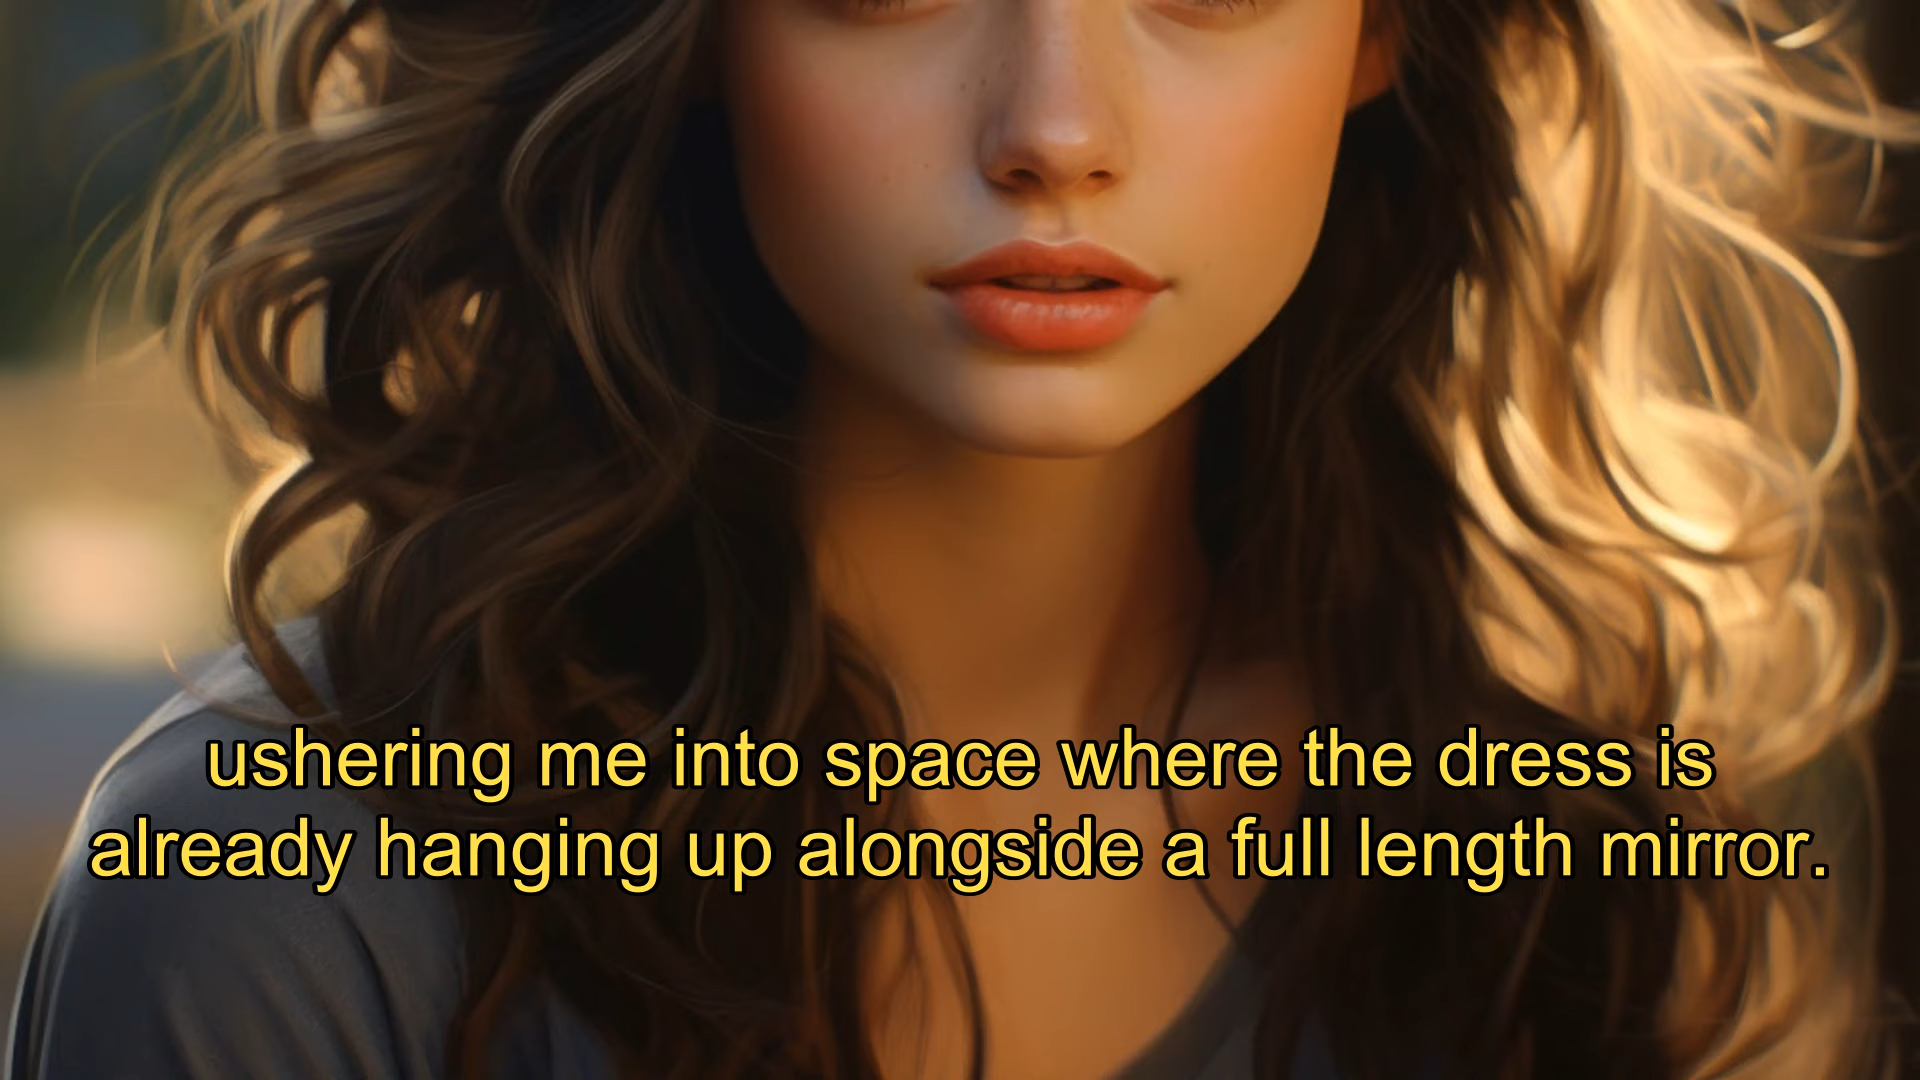 ushering me into space where the dress is
already hanging up alongside a full length mirror.